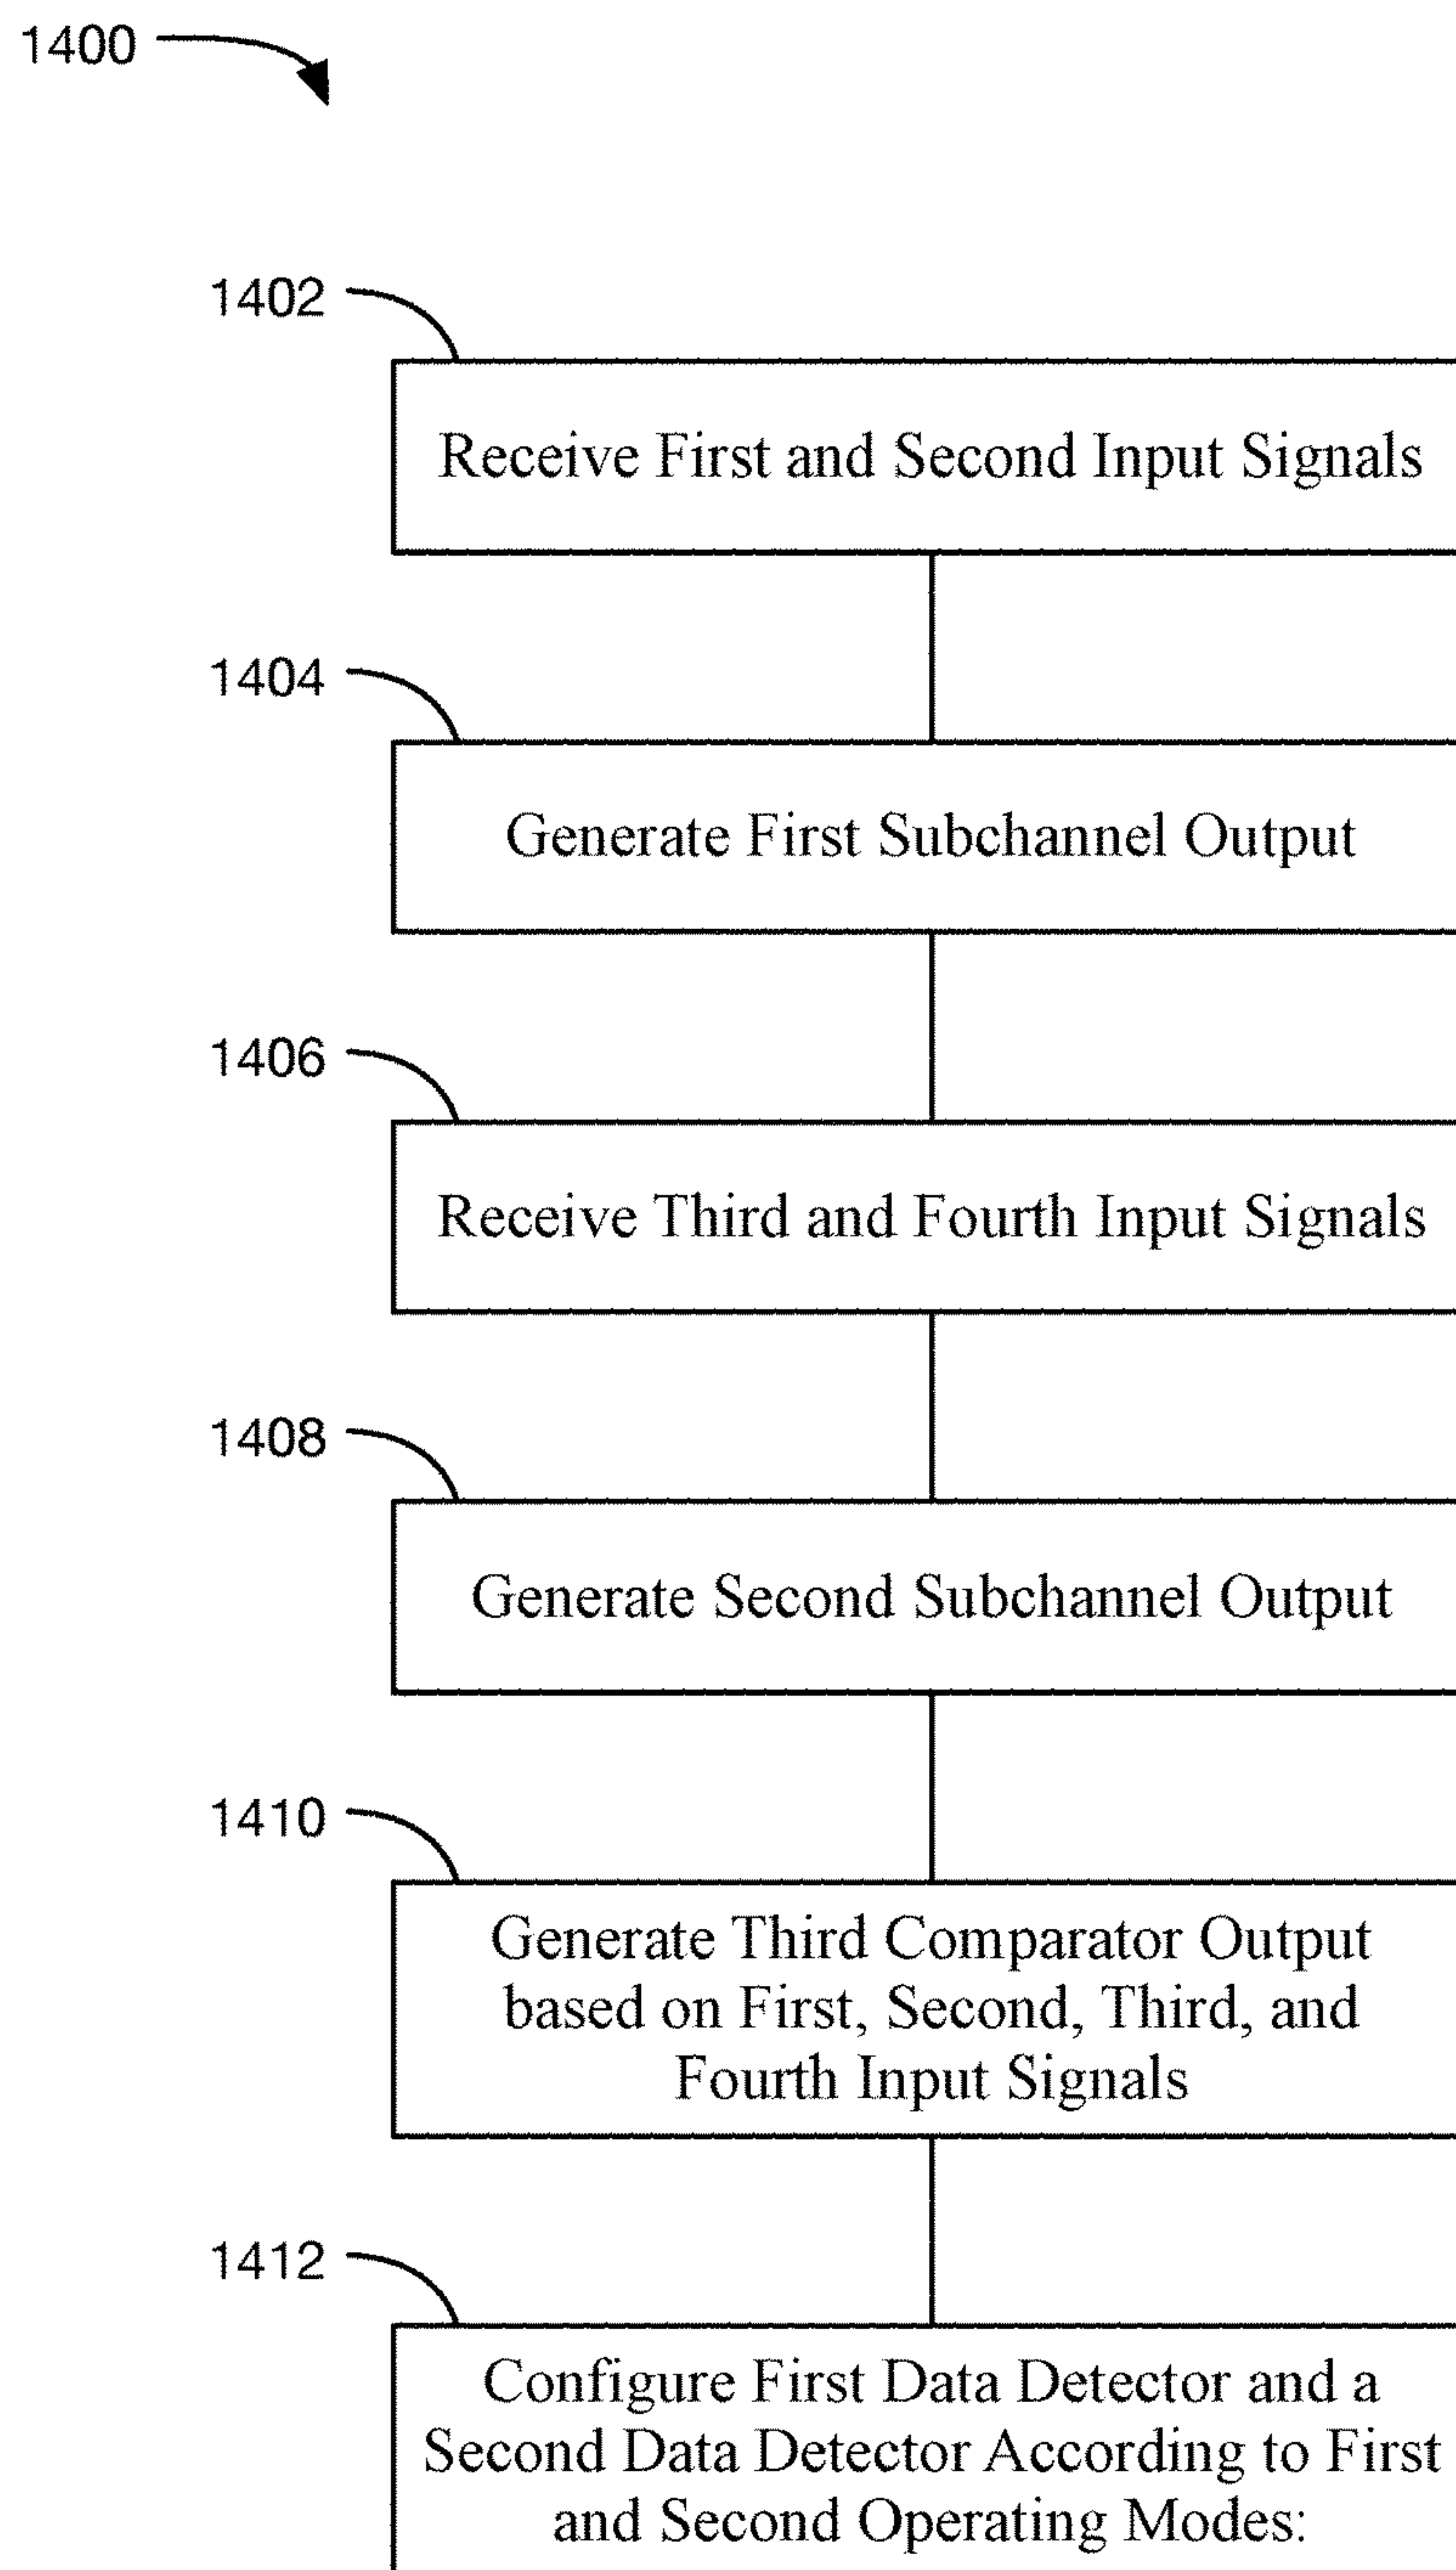 1400
1402
Receive First and Second Input Signals
1404
Generate First Subchannel Output
1406
Receive Third and Fourth Input Signals
1408
Generate Second Subchannel Output
1410
Generate Third Comparator Output
based on First, Second, Third, and
Fourth Input Signals
1412
Configure First Data Detector and a
Second Data Detector According to First
and Second Operating Modes: